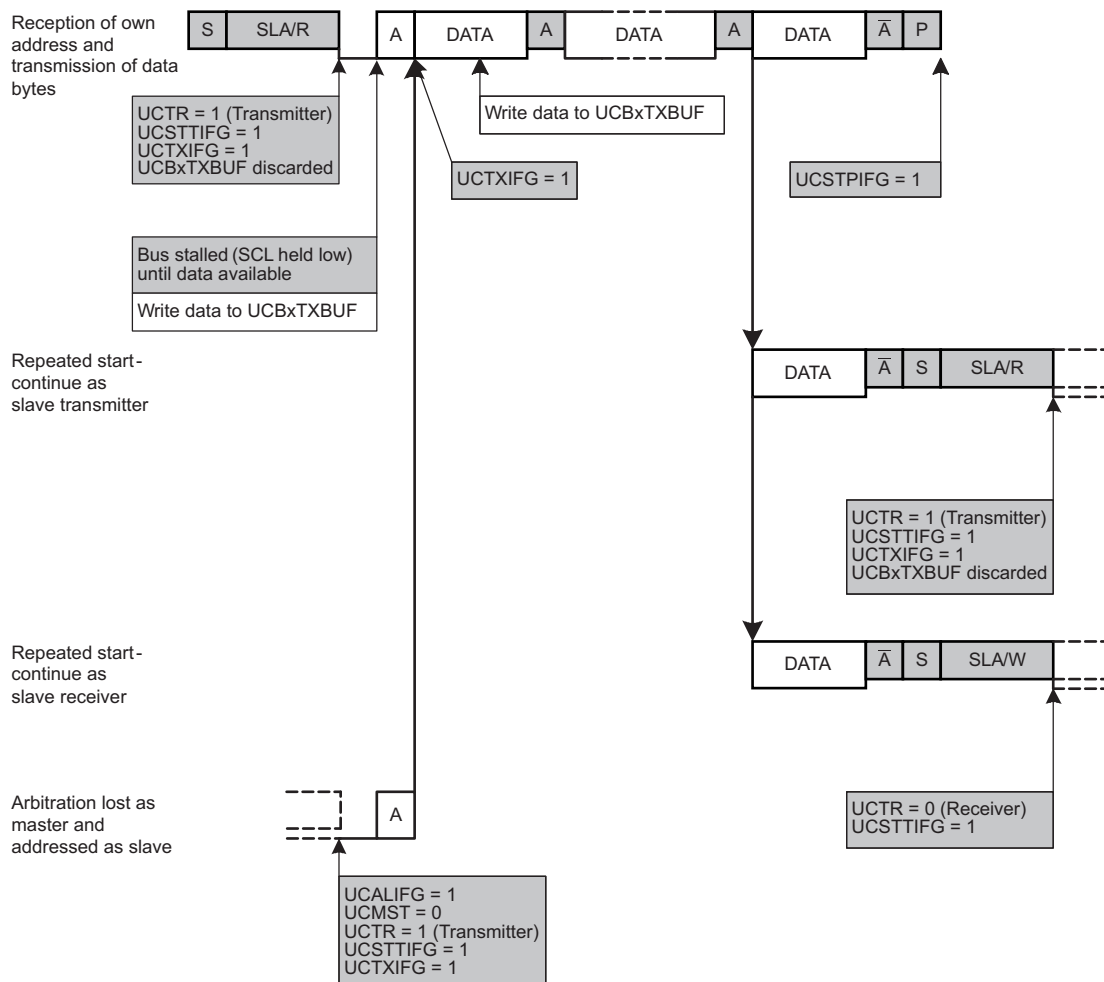 Reception of own
address and
transmission of data
bytes
S SLA/R A DATA A DATA A DATA A̅ P
UCTR = 1 (Transmitter)
UCSTTIFG = 1
UCTXIFG = 1
UCBxTXBUF discarded
Write data to UCBxTXBUF
UCTXIFG = 1
UCSTPIFG = 1
Bus stalled (SCL held low)
until data available
Write data to UCBxTXBUF
Repeated start-
continue as
slave transmitter
DATA A̅ S SLA/R
UCTR = 1 (Transmitter)
UCSTTIFG = 1
UCTXIFG = 1
UCBxTXBUF discarded
Repeated start-
continue as
slave receiver
DATA A̅ S SLA/W
UCTR = 0 (Receiver)
UCSTTIFG = 1
Arbitration lost as
master and
addressed as slave
A
UCALIFG = 1
UCMST = 0
UCTR = 1 (Transmitter)
UCSTTIFG = 1
UCTXIFG = 1